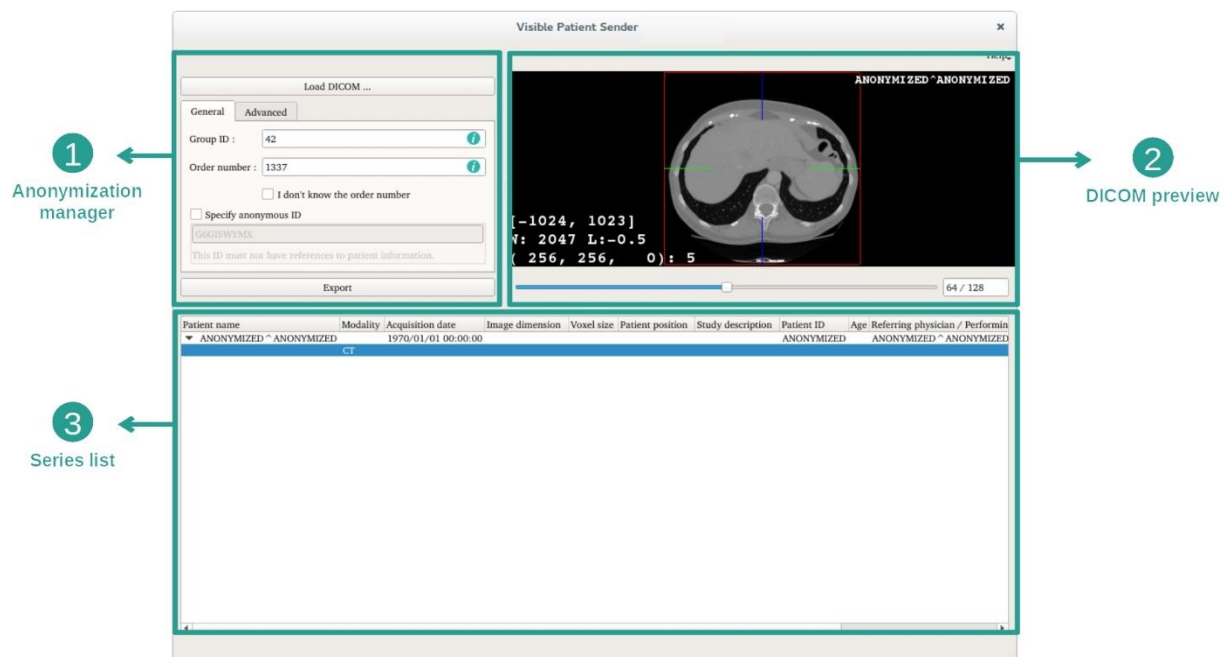 Visible Patient Sender
×
Help
Load DICOM ...
General
Advanced
Group ID :
42
i
Order number :
1337
i
I don't know the order number
Specify anonymous ID
G6GISWYMX
This ID must not have references to patient information.
Export
1
Anonymization
manager
ANONYMIZED^ANONYMIZED
[-1024, 1023]
W: 2047 L:-0.5
( 256, 256, 0): 5
64 / 128
2
DICOM preview
Patient name Modality Acquisition date Image dimension Voxel size Patient position Study description Patient ID Age Referring physician / Performin
ANONYMIZED ^ ANONYMIZED 1970/01/01 00:00:00 ANONYMIZED ANONYMIZED ^ ANONYMIZED
CT
3
Series list